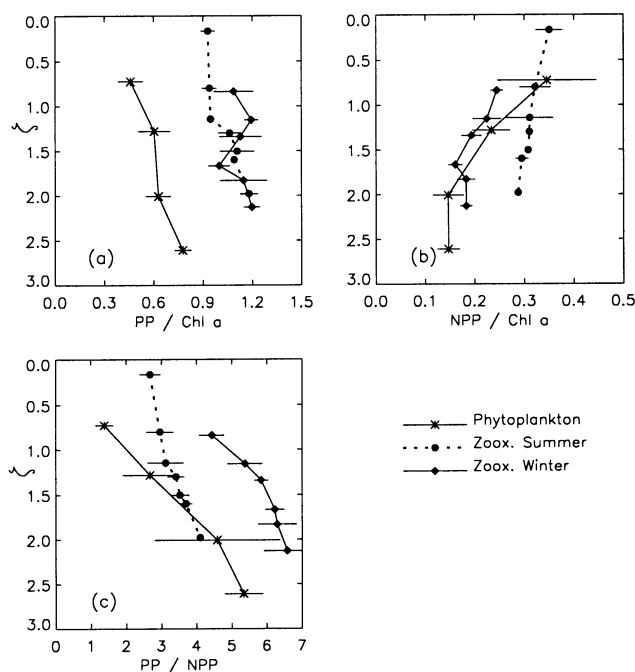 0.0
0.5
1.0
1.5
2.0
2.5
3.0
ζ
(a)
0.0 0.3 0.6 0.9 1.2 1.5
PP / Chl a
0.0
0.5
1.0
1.5
2.0
2.5
3.0
(b)
0.0 0.1 0.2 0.3 0.4 0.5
NPP / Chl a
0.0
0.5
1.0
1.5
2.0
2.5
3.0
ζ
(c)
0 1 2 3 4 5 6 7
PP / NPP
Phytoplankton
Zoox. Summer
Zoox. Winter